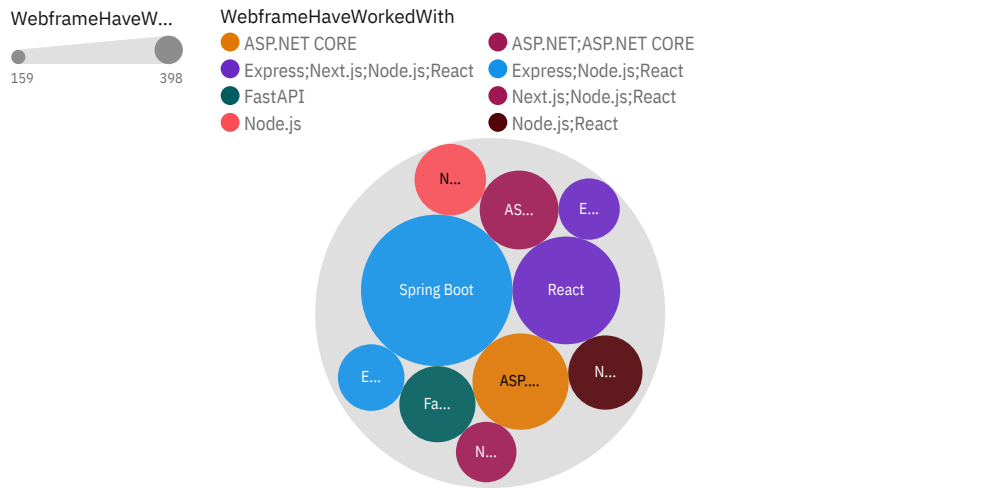 WebframeHaveW...
159
398
WebframeHaveWorkedWith
ASP.NET CORE
ASP.NET;ASP.NET CORE
Express;Next.js;Node.js;React
Express;Node.js;React
FastAPI
Next.js;Node.js;React
Node.js
Node.js;React
N...
AS...
E...
Spring Boot
React
E...
ASP....
N...
Fa...
N...